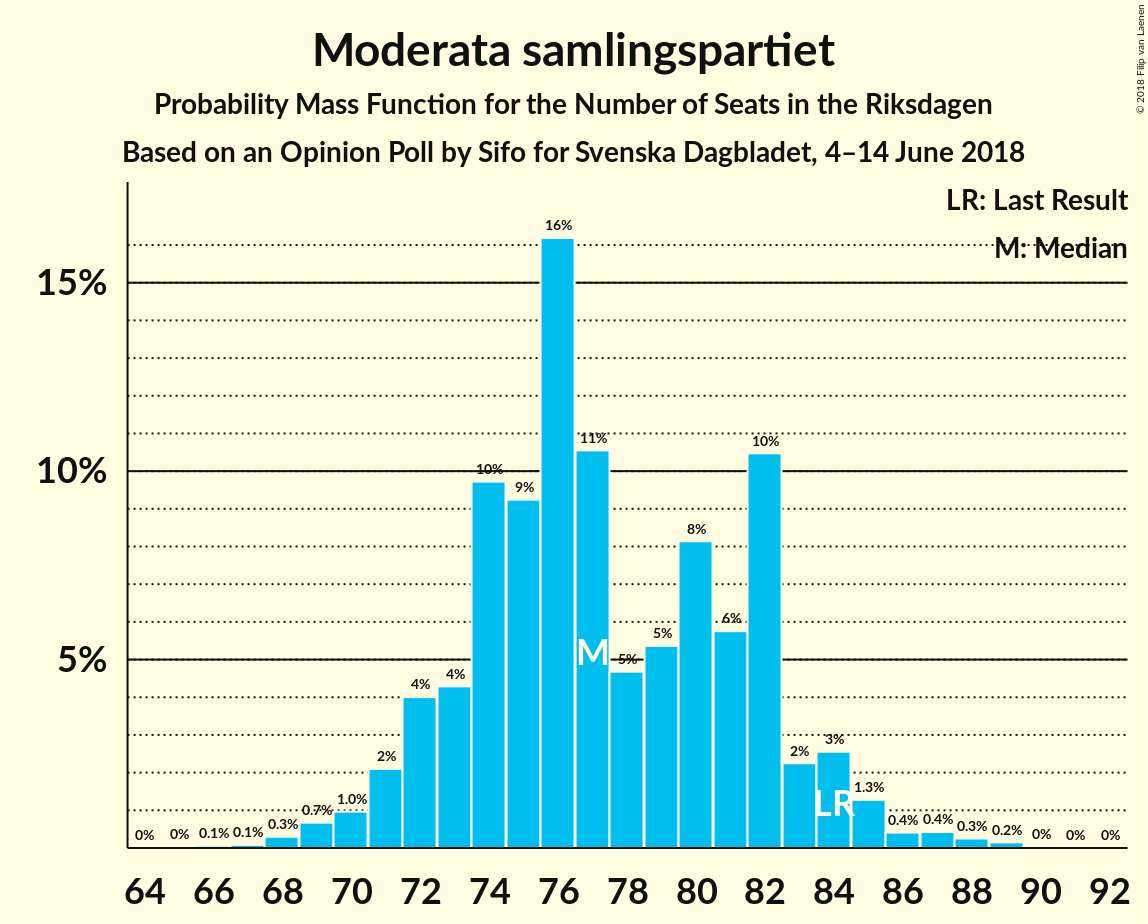 Moderata samlingspartiet
Probability Mass Function for the Number of Seats in the Riksdagen
Based on an Opinion Poll by Sifo for Svenska Dagbladet, 4–14 June 2018
© 2018 Filip van Laenen
LR: Last Result
M: Median
15%
10%
5%
0% 0% 0.1% 0.1% 0.3% 0.7% 1.0% 2% 4% 4% 10% 9% 16% 11% 5% 5% 8% 6% 10% 2% 3% 1.3% 0.4% 0.4% 0.3% 0.2% 0% 0% 0%
M
LR
64 66 68 70 72 74 76 78 80 82 84 86 88 90 92